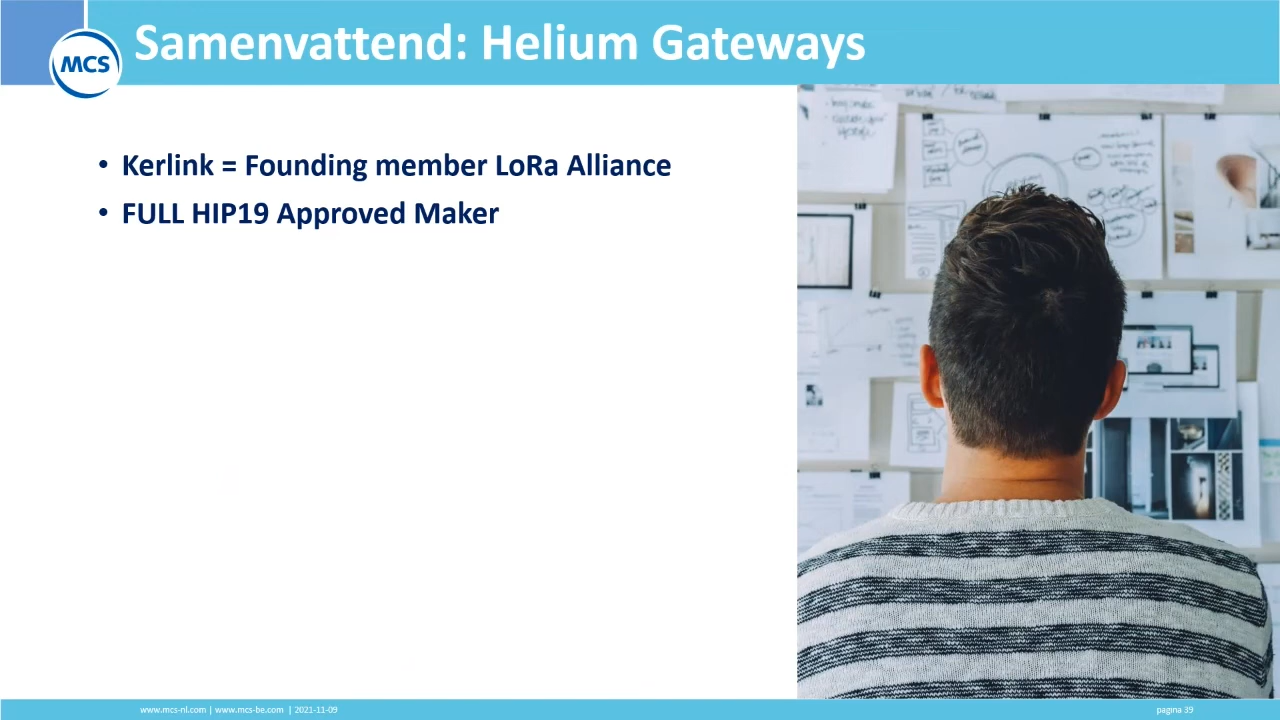 MCS
Samenvattend: Helium Gateways
• Kerlink = Founding member LoRa Alliance
• FULL HIP19 Approved Maker
www.mcs-nl.com | www.mcs-be.com | 2021-11-09
pagina 39